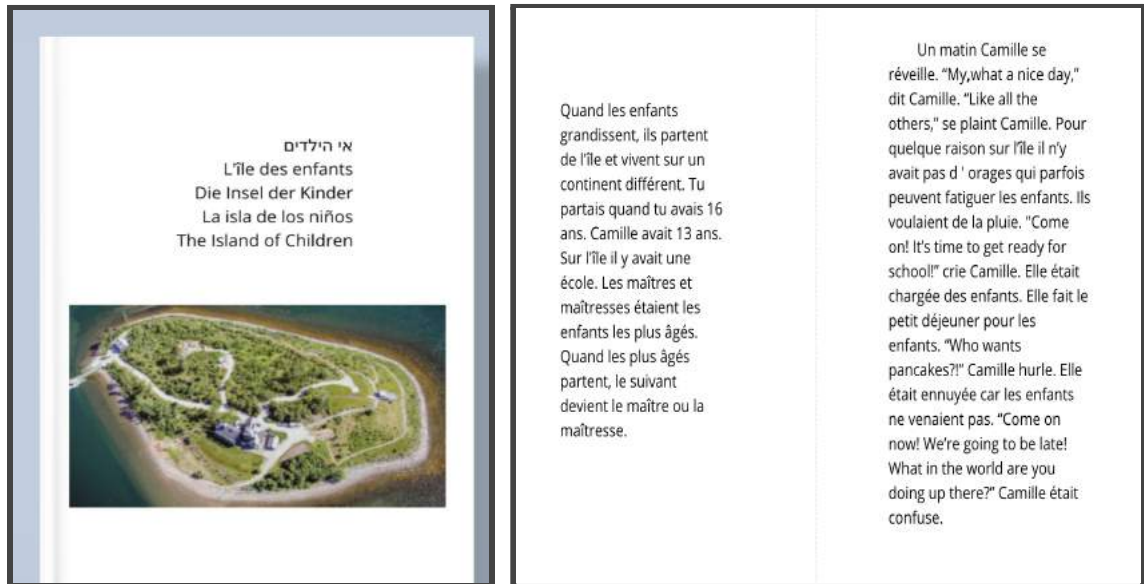 אי הילדים
L'île des enfants
Die Insel der Kinder
La isla de los niños
The Island of Children
Quand les enfants
grandissent, ils partent
de l'île et vivent sur un
continent différent. Tu
partais quand tu avais 16
ans. Camille avait 13 ans.
Sur l'île il y avait une
école. Les maîtres et
maîtresses étaient les
enfants les plus âgés.
Quand les plus âgés
partent, le suivant
devient le maître ou la
maîtresse.
Un matin Camille se
réveille. “My,what a nice day,”
dit Camille. “Like all the
others,” se plaint Camille. Pour
quelque raison sur l’île il n’y
avait pas d ' orages qui parfois
peuvent fatiguer les enfants. Ils
voulaient de la pluie. "Come
on! It's time to get ready for
school!” crie Camille. Elle était
chargée des enfants. Elle fait le
petit déjeuner pour les
enfants. “Who wants
pancakes?!” Camille hurle. Elle
était ennuyée car les enfants
ne venaient pas. “Come on
now! We’re going to be late!
What in the world are you
doing up there?” Camille était
confuse.